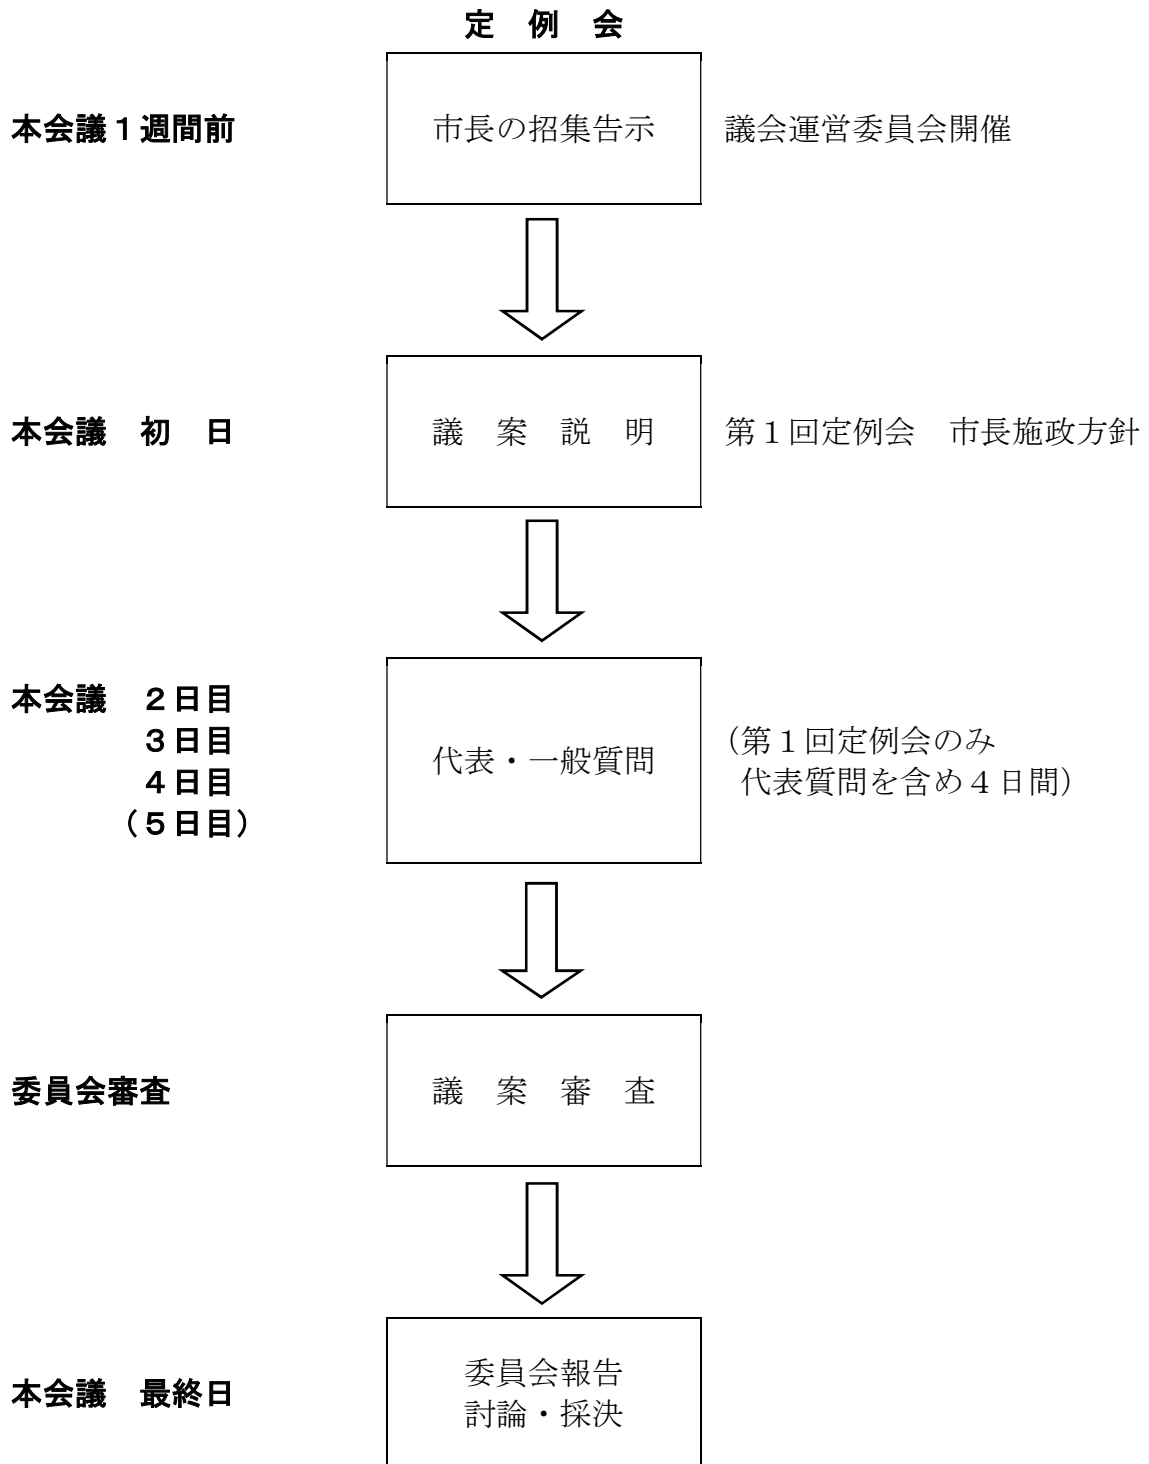 定　例　会
本会議１週間前
市長の招集告示
議会運営委員会開催
本会議　初　日
議　案　説　明
第１回定例会　市長施政方針
本会議　２日目
３日目
４日目
（５日目）
代表・一般質問
（第１回定例会のみ
代表質問を含め４日間）
委員会審査
議　案　審　査
本会議　最終日
委員会報告
討論・採決